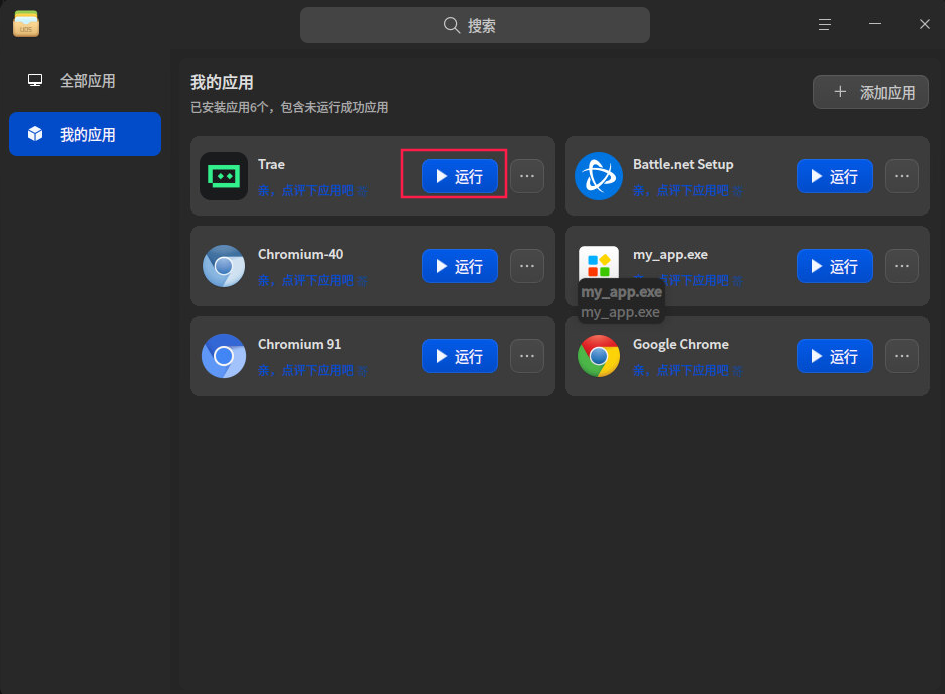 搜索
全部应用
我的应用
我的应用
已安装应用6个，包含未运行成功应用
添加应用
Trae
亲，点评下应用吧
运行
Battle.net Setup
亲，点评下应用吧
运行
Chromium-40
亲，点评下应用吧
运行
my_app.exe
点评下应用吧
运行
my_app.exe
my_app.exe
Chromium 91
亲，点评下应用吧
运行
Google Chrome
亲，点评下应用吧
运行